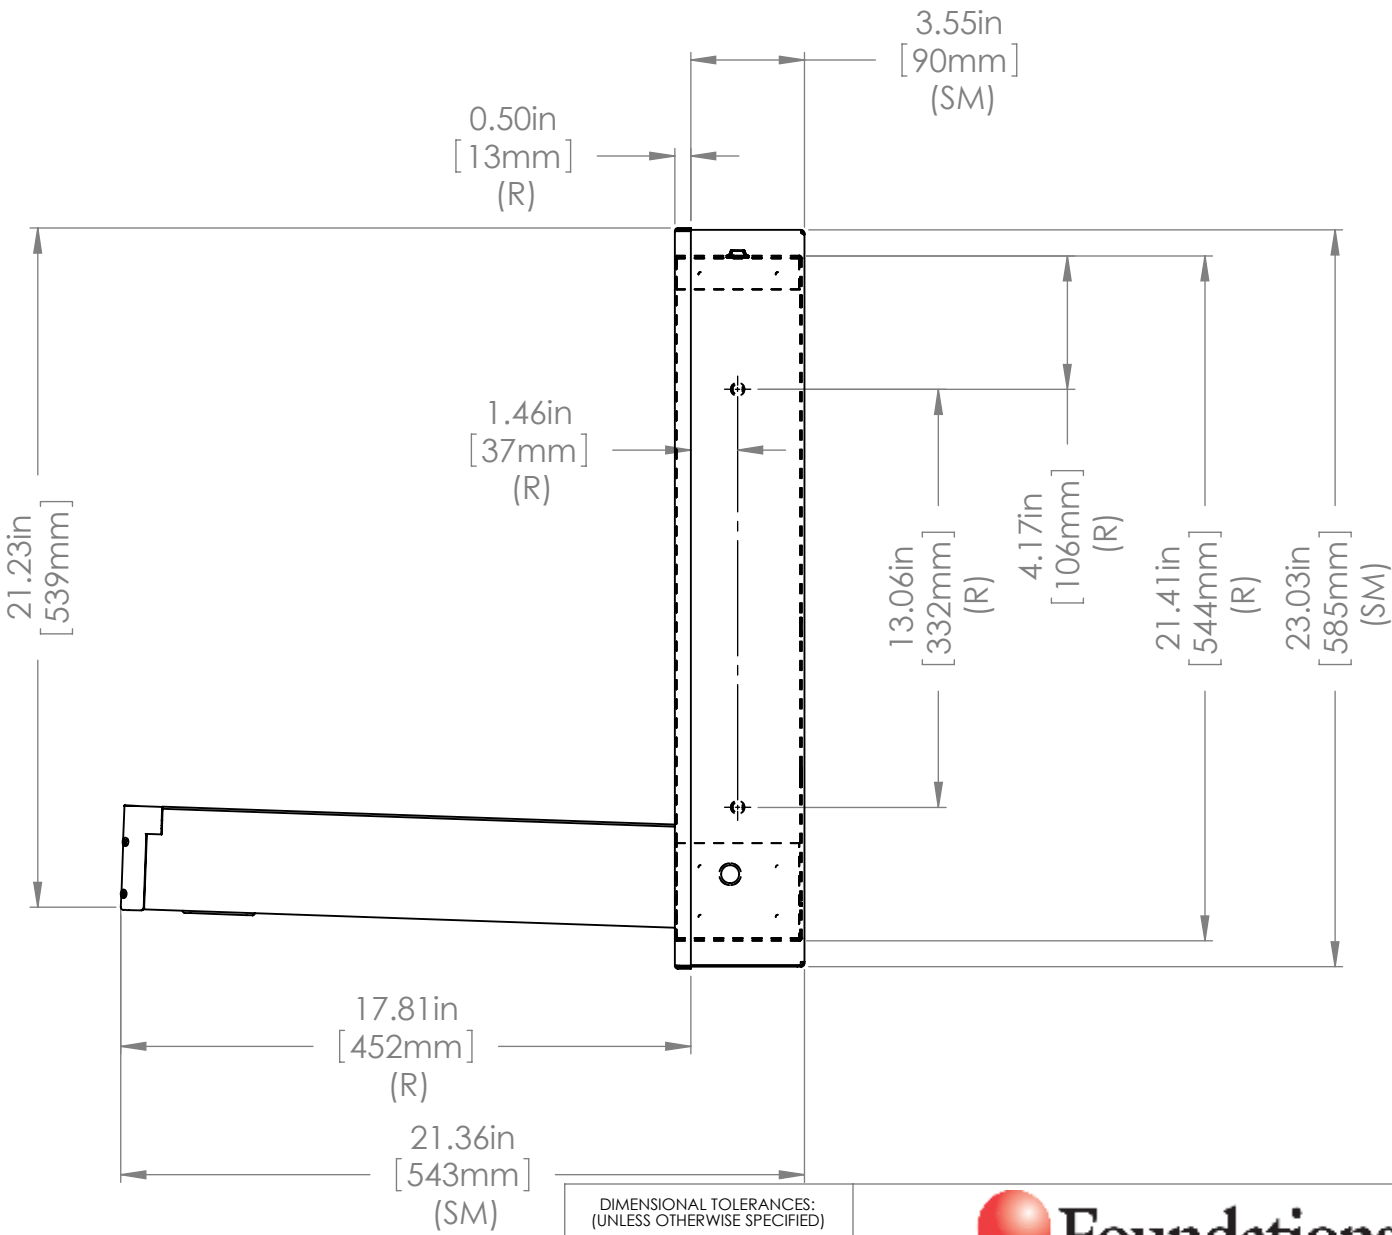 3.55in
[90mm]
(SM)
0.50in
[13mm]
(R)
1.46in
[37mm]
(R)
21.23in
[539mm]
13.06in
[332mm]
(R)
4.17in
[106mm]
(R)
21.41in
[544mm]
(R)
23.03in
[585mm]
(SM)
17.81in
[452mm]
(R)
21.36in
[543mm]
(SM)
DIMENSIONAL TOLERANCES:
(UNLESS OTHERWISE SPECIFIED)
Foundations